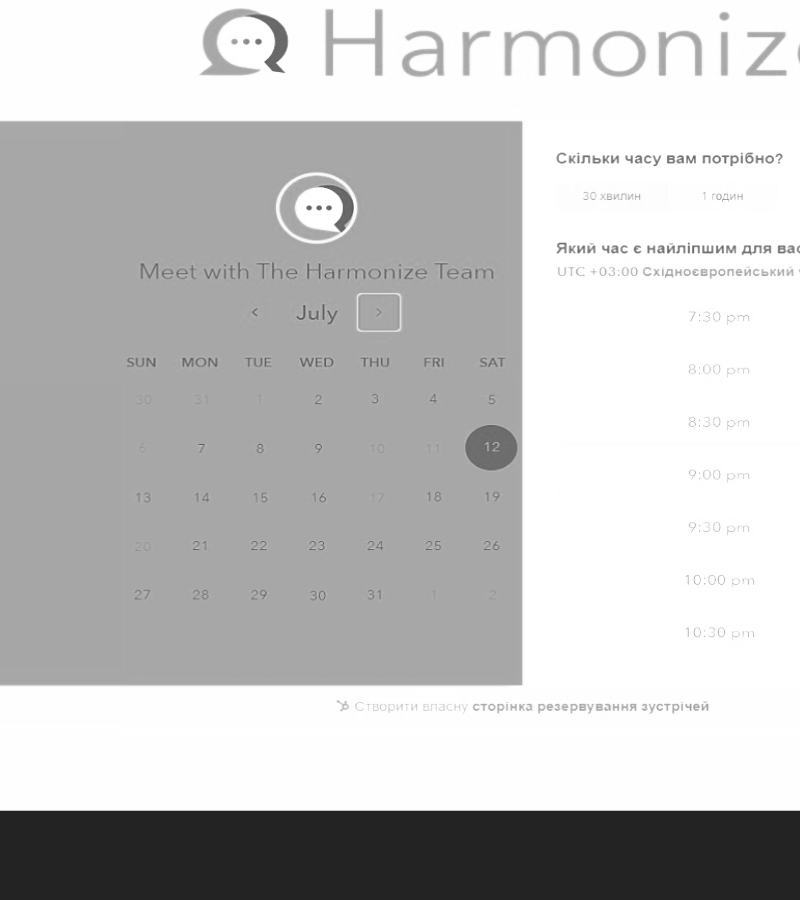 Harmonize
Meet with The Harmonize Team
July
SUN MON TUE WED THU FRI SAT
30 31 1 2 3 4 5
6 7 8 9 10 11 12
13 14 15 16 17 18 19
20 21 22 23 24 25 26
27 28 29 30 31 1 2
Скільки часу вам потрібно?
30 хвилин 1 годин
Який час є найліпшим для вас
UTC +03:00 Східноєвропейський
7:30 pm
8:00 pm
8:30 pm
9:00 pm
9:30 pm
10:00 pm
10:30 pm
Створити власну сторінка резервування зустрічей